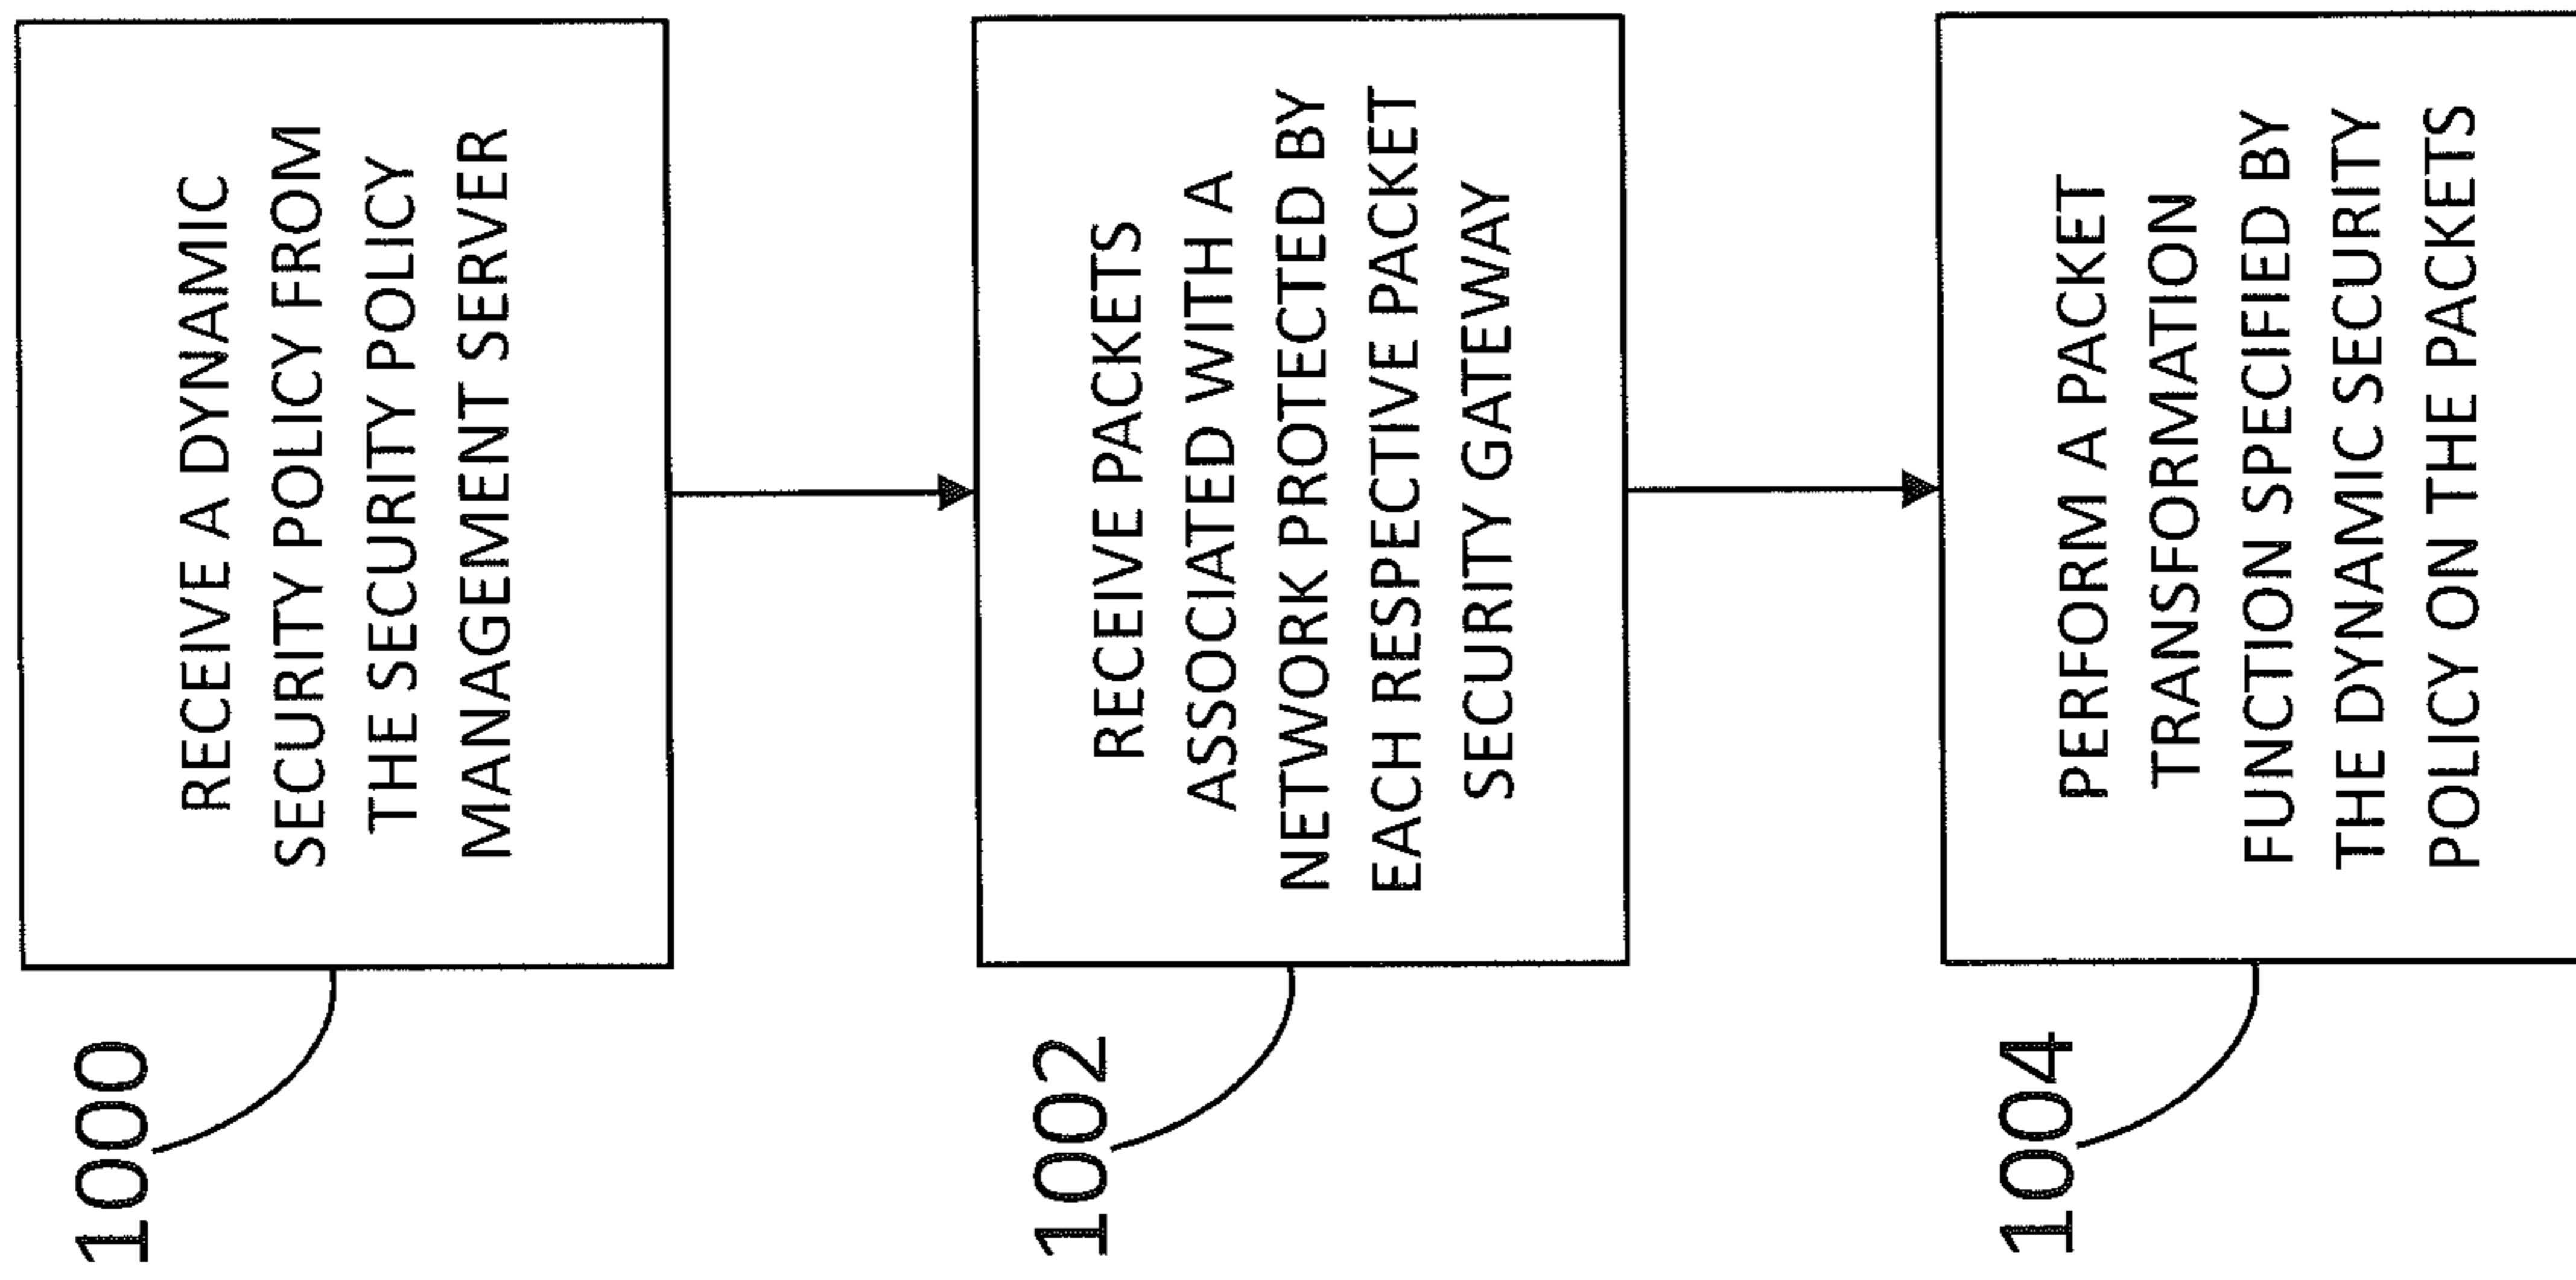 1000
RECEIVE A DYNAMIC
SECURITY POLICY FROM
THE SECURITY POLICY
MANAGEMENT SERVER
1002
RECEIVE PACKETS
ASSOCIATED WITH A
NETWORK PROTECTED BY
EACH RESPECTIVE PACKET
SECURITY GATEWAY
1004
PERFORM A PACKET
TRANSFORMATION
FUNCTION SPECIFIED BY
THE DYNAMIC SECURITY
POLICY ON THE PACKETS